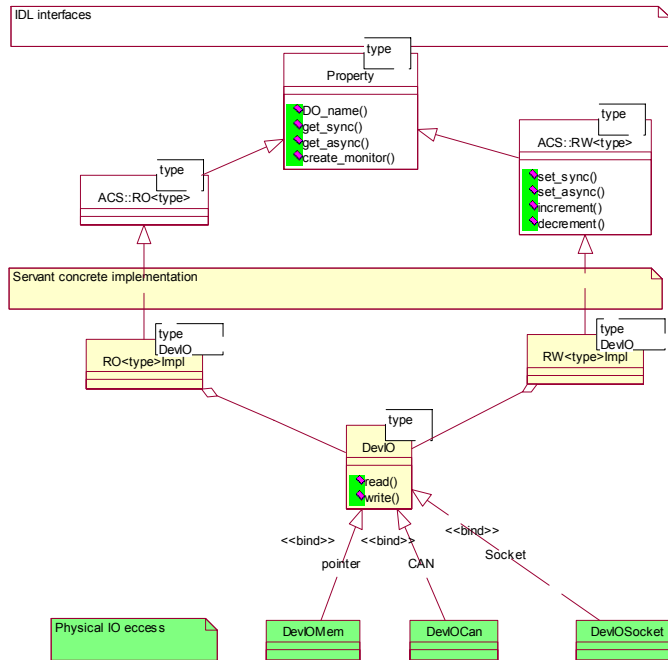 IDL interfaces
type
Property
DO_name()
get_sync()
get_async()
create_monitor()
type
ACS::RW<type>
set_sync()
set_async()
increment()
decrement()
type
ACS::RO<type>
Servant concrete implementation
type
DevIO
RO<type>Impl
type
DevIO
RW<type>Impl
type
DevIO
read()
write()
<<bind>>
pointer
<<bind>>
CAN
<<bind>>
Socket
Physical IO eccess
DevIOMem
DevIOCan
DevIOSocket